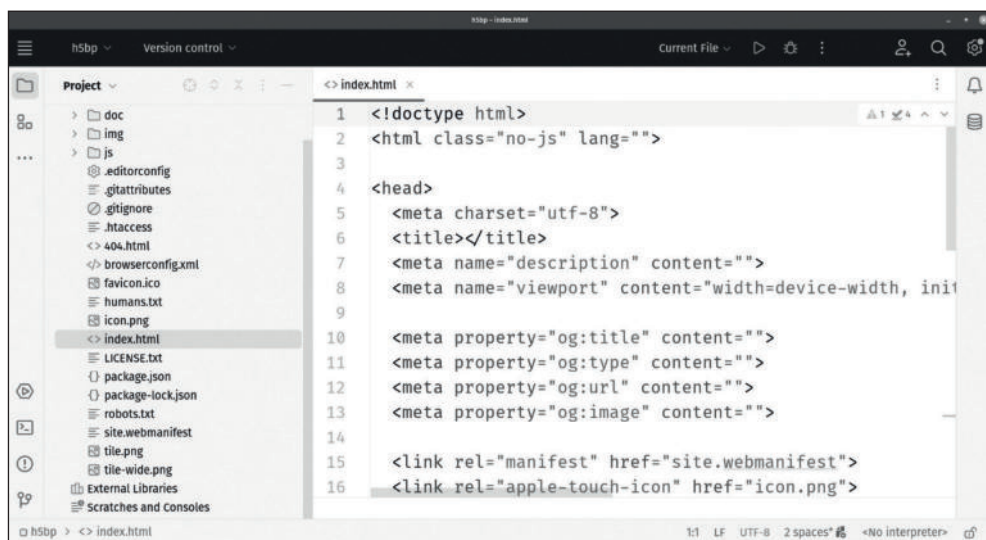 h5bp – index.html
h5bp Version control Current File
Project
index.html
doc
img
js
.editorconfig
.gitattributes
.gitignore
.htaccess
<> 404.html
</> browserconfig.xml
favicon.ico
humans.txt
icon.png
<> index.html
LICENSE.txt
{} package.json
{} package-lock.json
robots.txt
site.webmanifest
tile.png
tile-wide.png
External Libraries
Scratches and Consoles
<> index.html ×
1 <!doctype html>
2 <html class="no-js" lang="">
3
4 <head>
5 <meta charset="utf-8">
6 <title></title>
7 <meta name="description" content="">
8 <meta name="viewport" content="width=device-width, init
9
10 <meta property="og:title" content="">
11 <meta property="og:type" content="">
12 <meta property="og:url" content="">
13 <meta property="og:image" content="">
14
15 <link rel="manifest" href="site.webmanifest">
16 <link rel="apple-touch-icon" href="icon.png">
1 4
h5bp > <> index.html 1:1 LF UTF-8 2 spaces* <No interpreter>